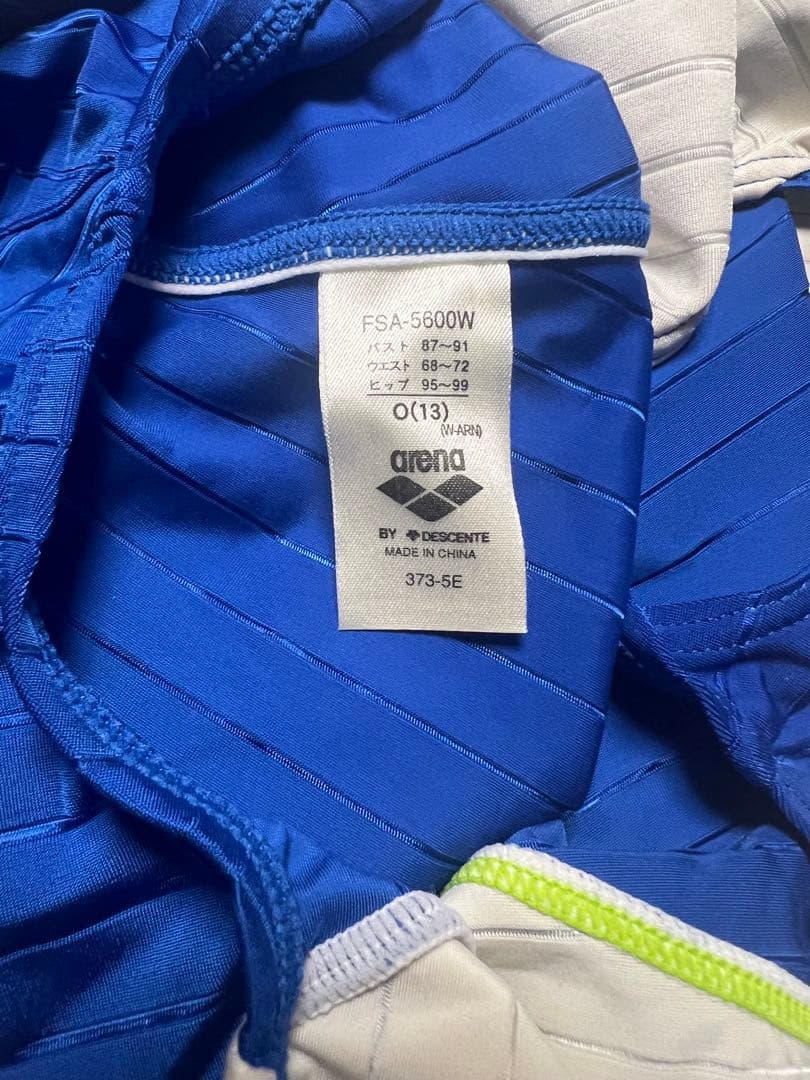 FSA-5600W
バスト 87～91
ウエスト 68～72
ヒップ 95～99
O(13)
(W-ARN)
arena
BY DESCENTE
MADE IN CHINA
373-5E